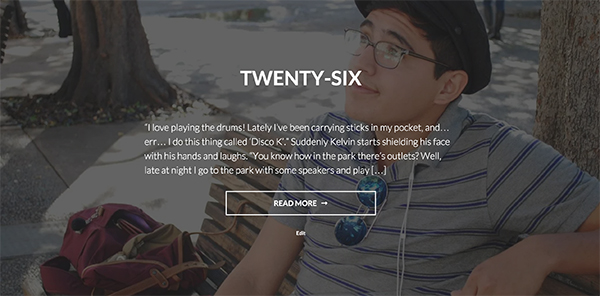 TWENTY-SIX
“I love playing the drums! Lately I’ve been carrying sticks in my pocket, and…
err… I do this thing called ‘Disco K’.” Suddenly Kelvin starts shielding his face
with his hands and laughs. “You know how in the park there’s outlets? Well,
late at night I go to the park with some speakers and play […]
READ MORE →
Edit